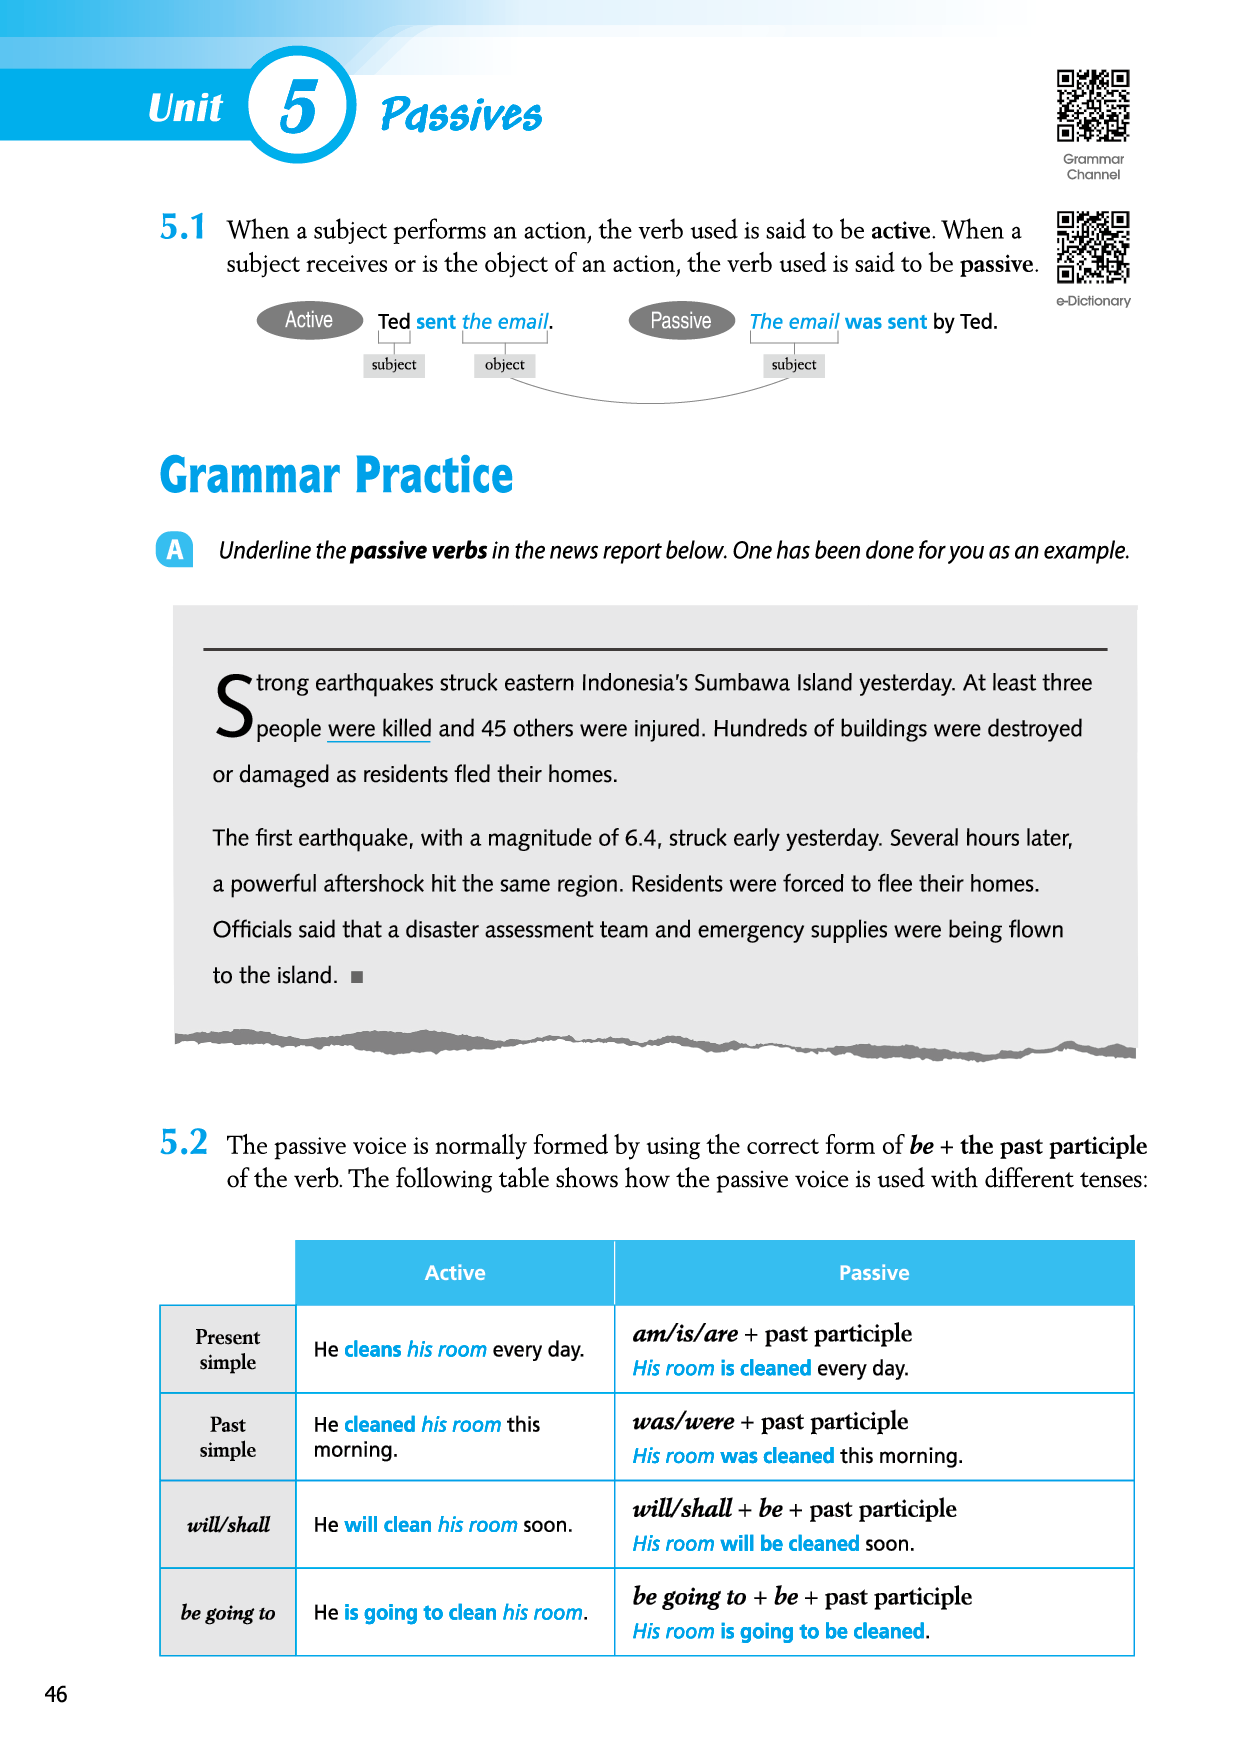 Unit 5 Passives
Grammar
Channel
5.1 When a subject performs an action, the verb used is said to be active. When a
subject receives or is the object of an action, the verb used is said to be passive.
e-Dictionary
Active Ted sent the email. Passive The email was sent by Ted.
subject object subject
Grammar Practice
A Underline the passive verbs in the news report below. One has been done for you as an example.
Strong earthquakes struck eastern Indonesia's Sumbawa Island yesterday. At least three
people were killed and 45 others were injured. Hundreds of buildings were destroyed
or damaged as residents fled their homes.
The first earthquake, with a magnitude of 6.4, struck early yesterday. Several hours later,
a powerful aftershock hit the same region. Residents were forced to flee their homes.
Officials said that a disaster assessment team and emergency supplies were being flown
to the island. ■
5.2 The passive voice is normally formed by using the correct form of be + the past participle
of the verb. The following table shows how the passive voice is used with different tenses:
Active Passive
Present
simple
He cleans his room every day.
am/is/are + past participle
His room is cleaned every day.
Past
simple
He cleaned his room this
morning.
was/were + past participle
His room was cleaned this morning.
will/shall
He will clean his room soon.
will/shall + be + past participle
His room will be cleaned soon.
be going to
He is going to clean his room.
be going to + be + past participle
His room is going to be cleaned.
46